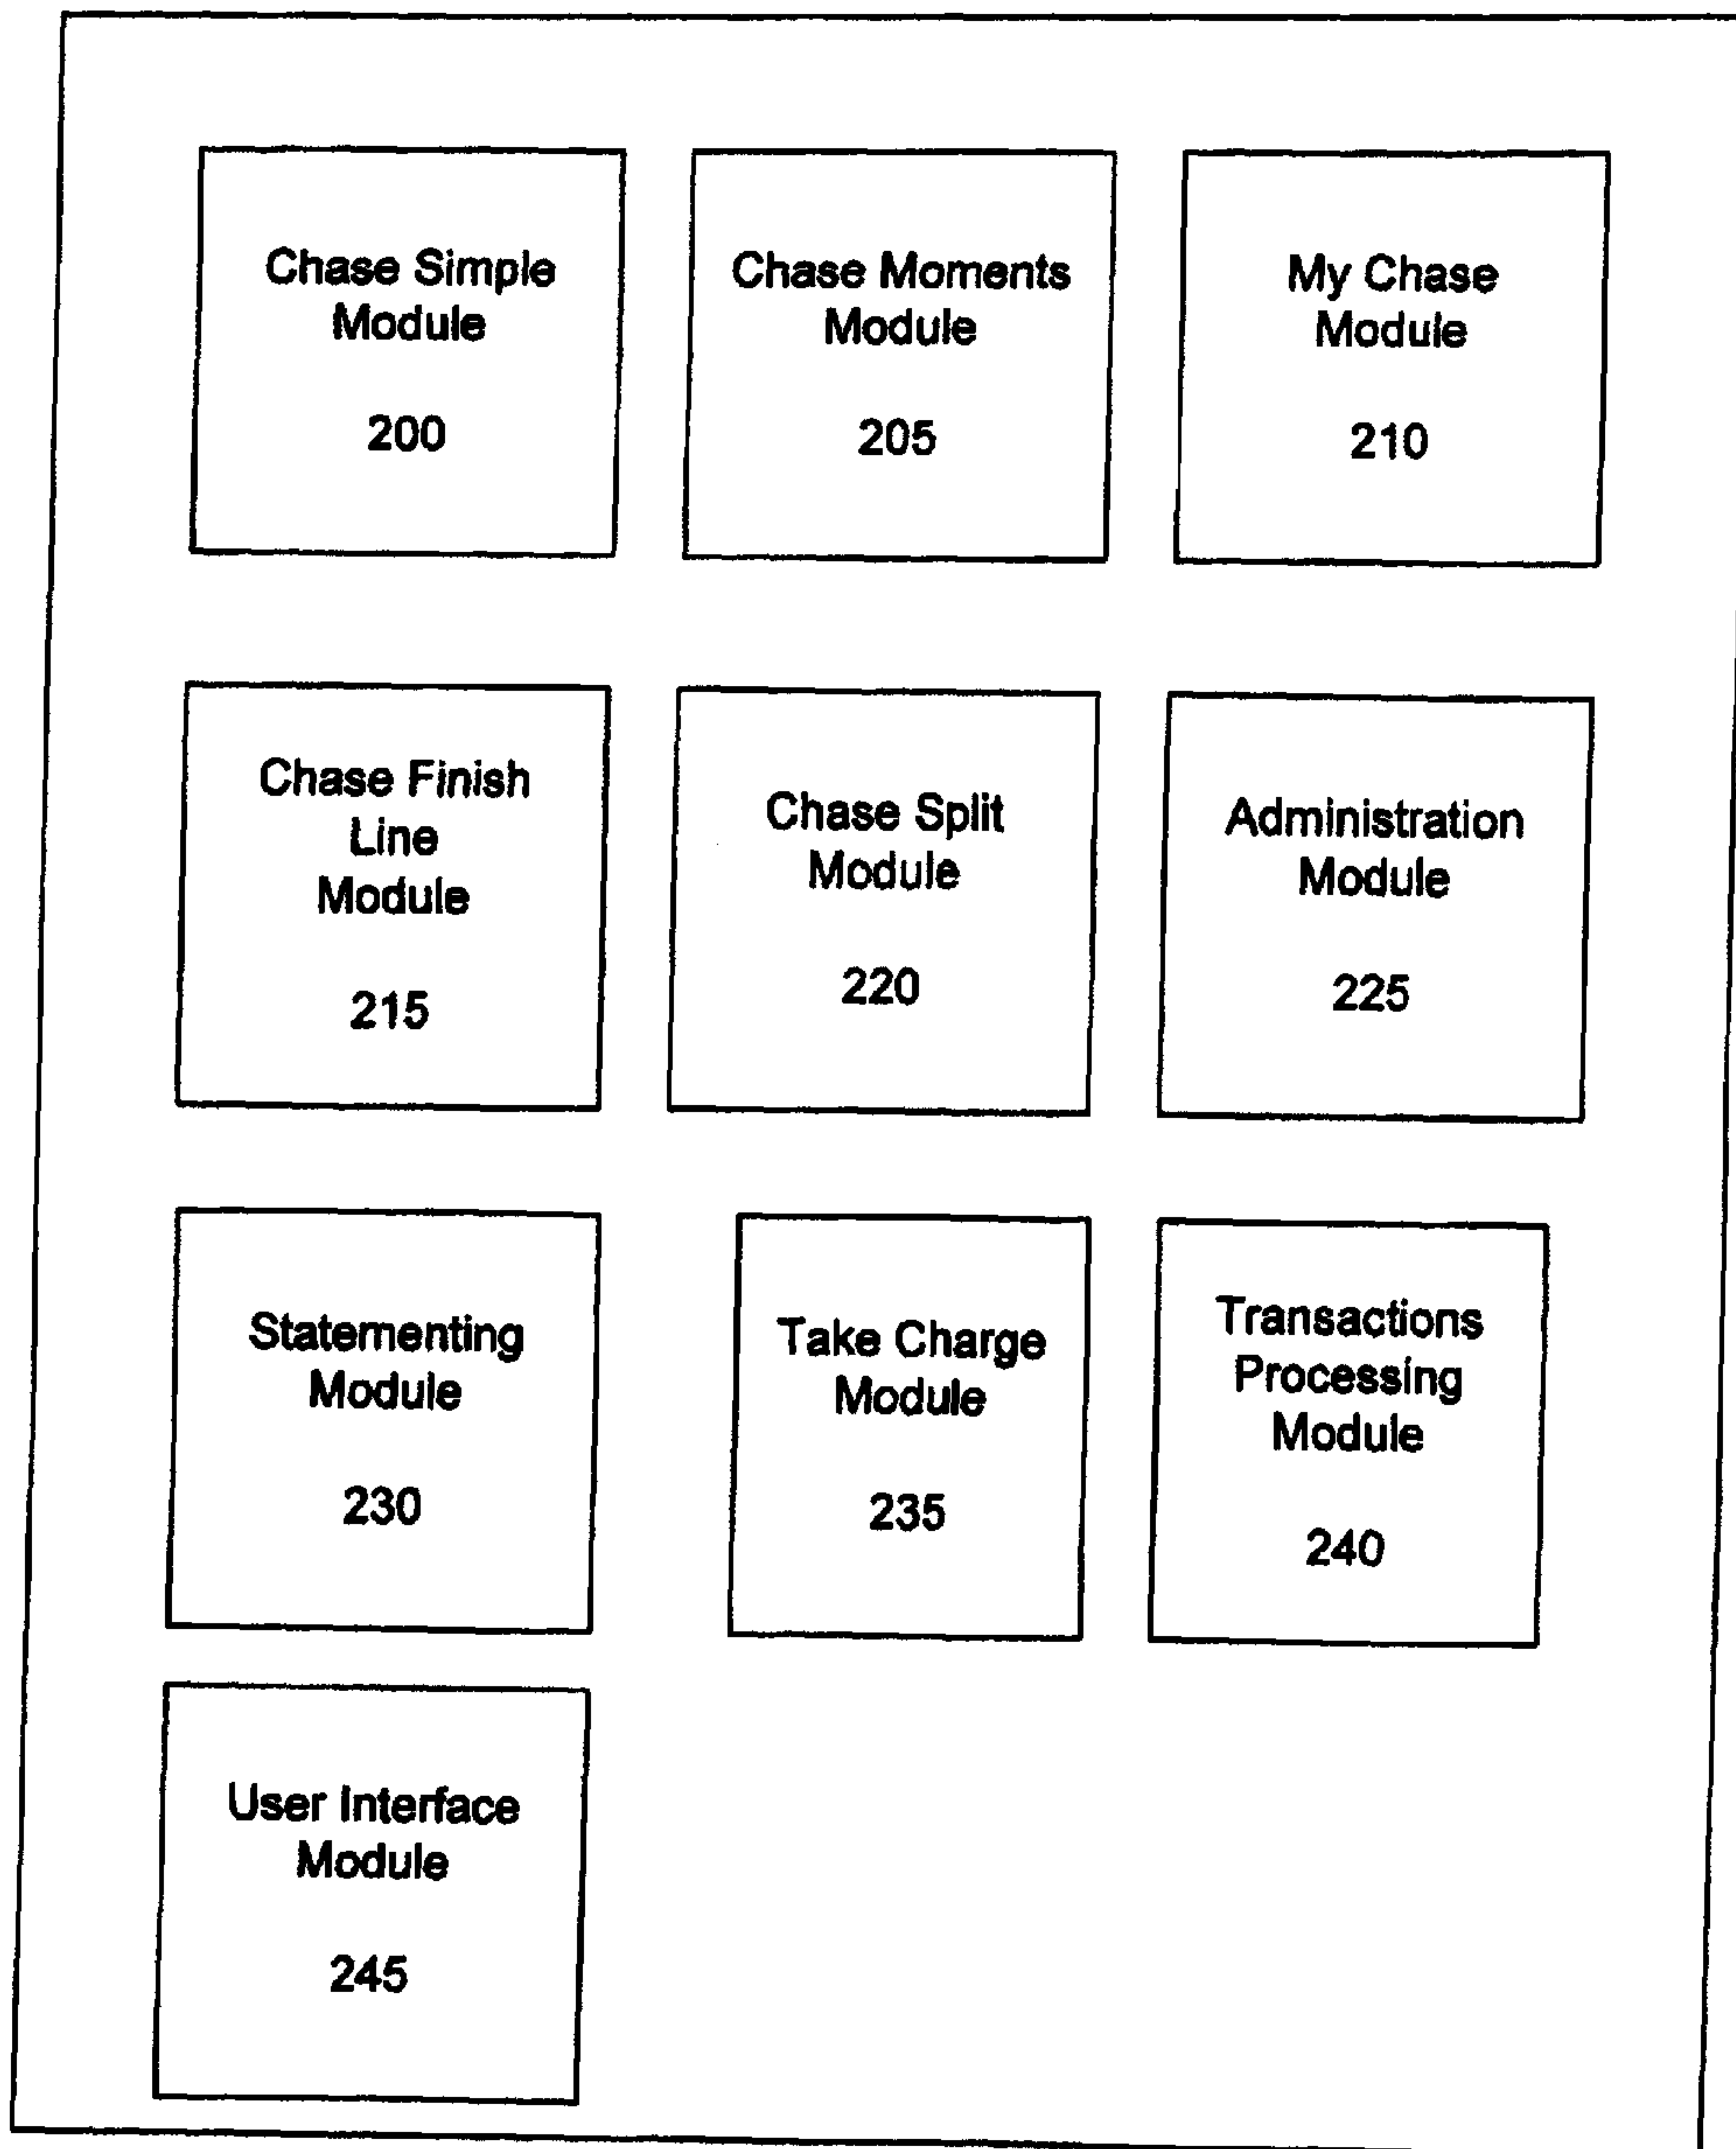 Chase Simple
Module
200
Chase Moments
Module
205
My Chase
Module
210
Chase Finish
Line
Module
215
Chase Split
Module
220
Administration
Module
225
Statementing
Module
230
Take Charge
Module
235
Transactions
Processing
Module
240
User Interface
Module
245